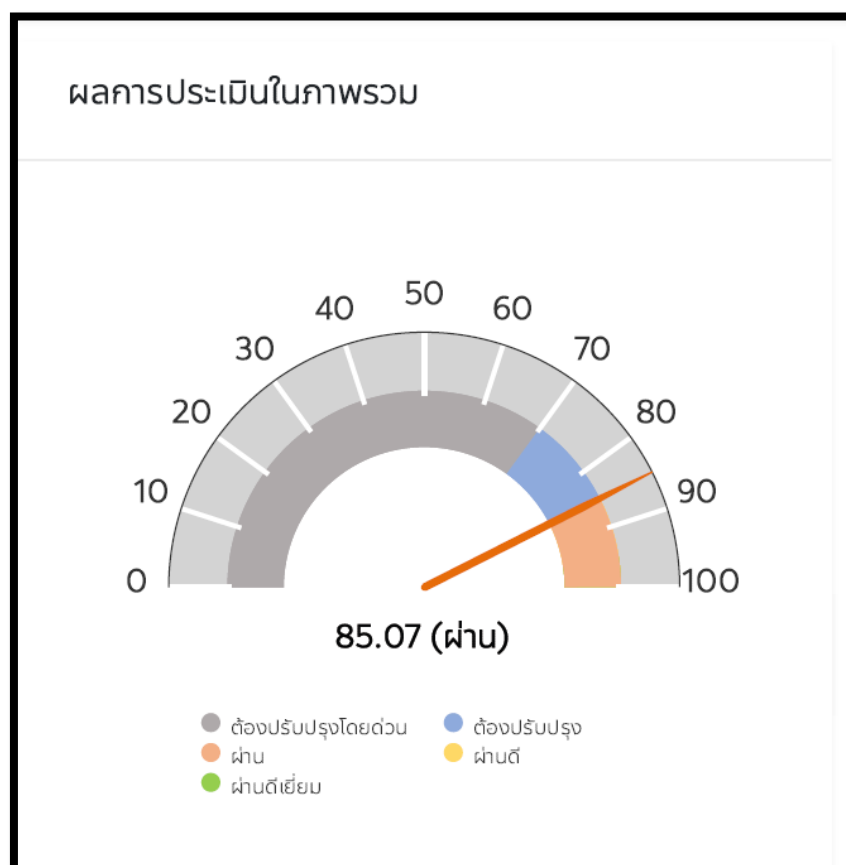 ผลการประเมินในภาพรวม
50
40 60
30 70
20 80
10 90
0 100
85.07 (ผ่าน)
ต้องปรับปรุงโดยด่วน ต้องปรับปรุง
ผ่าน ผ่านดี
ผ่านดีเยี่ยม